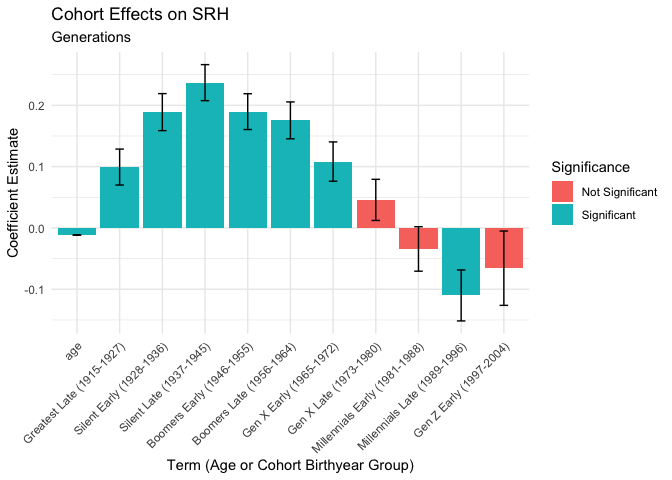 Cohort Effects on SRH
Generations
Coefficient Estimate
0.2
0.1
0.0
-0.1
age
Greatest Late (1915-1927)
Silent Early (1928-1936)
Silent Late (1937-1945)
Boomers Early (1946-1955)
Boomers Late (1956-1964)
Gen X Early (1965-1972)
Gen X Late (1973-1980)
Millennials Early (1981-1988)
Millennials Late (1989-1996)
Gen Z Early (1997-2004)
Term (Age or Cohort Birthyear Group)
Significance
Not Significant
Significant